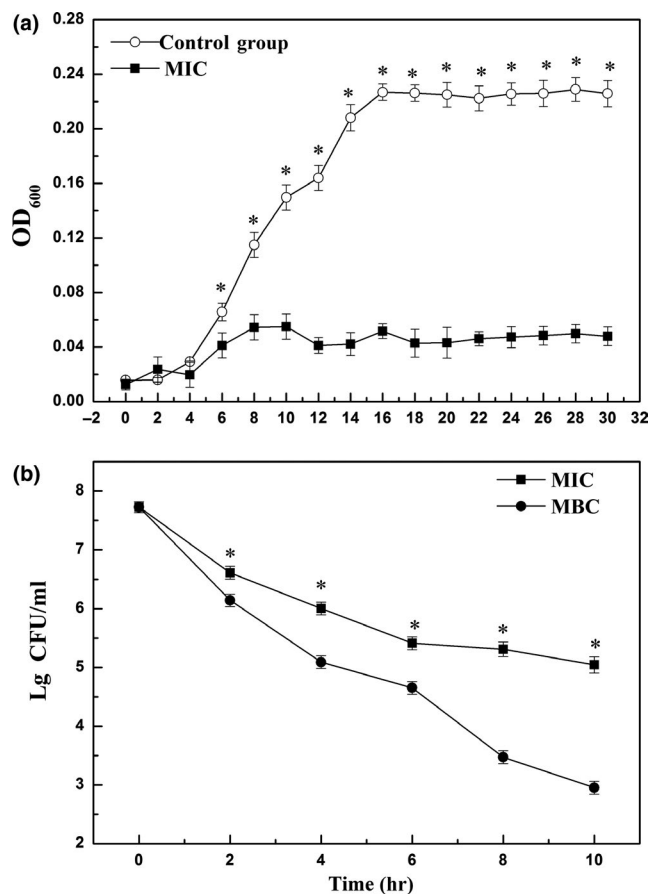 (a)
Control group
MIC
0.28
0.24
0.20
0.16
0.12
0.08
0.04
0.00
OD600
* * * * * * * * * * * * *
–2 0 2 4 6 8 10 12 14 16 18 20 22 24 26 28 30 32
(b)
MIC
MBC
8
7
6
5
4
3
2
Lg CFU/ml
* * * * *
0 2 4 6 8 10
Time (hr)